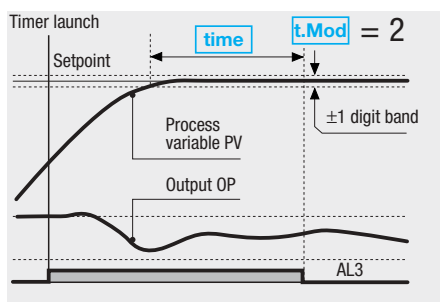 Timer launch
time
t.Mod = 2
Setpoint
±1 digit band
Process
variable PV
Output OP
AL3